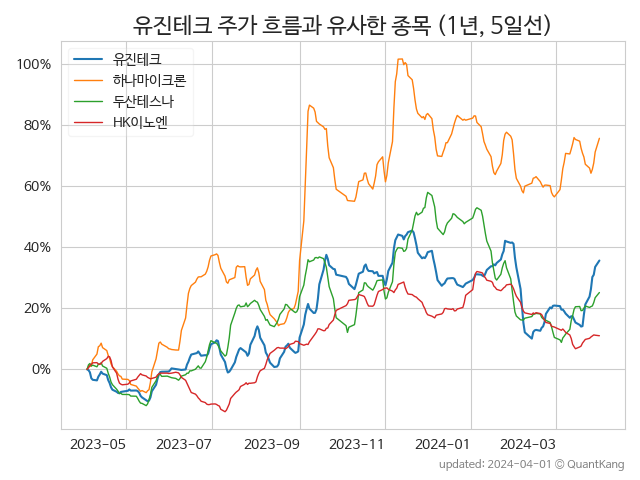 유진테크 주가 흐름과 유사한 종목 (1년, 5일선)
유진테크
하나마이크론
두산테스나
HK이노엔
100%
80%
60%
40%
20%
0%
2023-05 2023-07 2023-09 2023-11 2024-01 2024-03
updated: 2024-04-01 © QuantKang